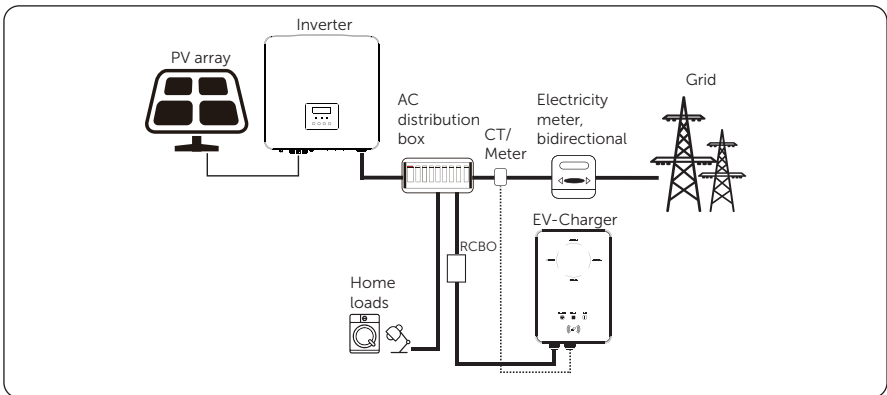 Inverter
PV array
Grid
AC
distribution
box
CT/
Meter
Electricity
meter,
bidirectional
EV-Charger
RCBO
Home
loads